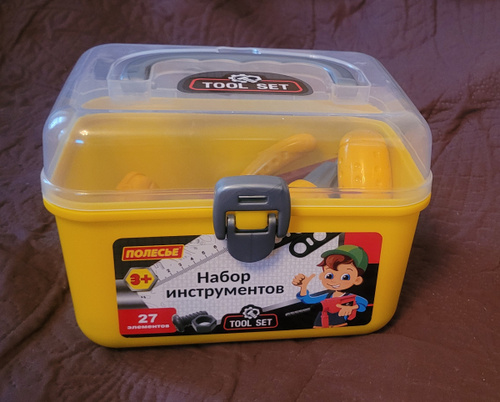 TOOL SET
ПОЛЕСЬЕ
3+
Набор
инструментов
27
элементов
TOOL SET